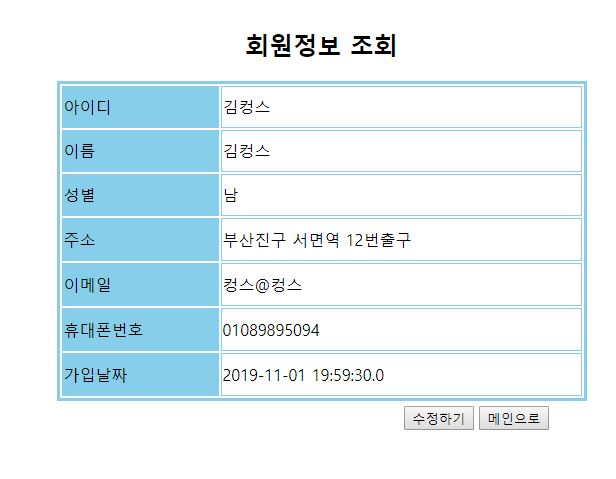 회원정보 조회
아이디 김컹스
이름 김컹스
성별 남
주소 부산진구 서면역 12번출구
이메일 컹스@컹스
휴대폰번호 01089895094
가입날짜 2019-11-01 19:59:30.0
수정하기 메인으로